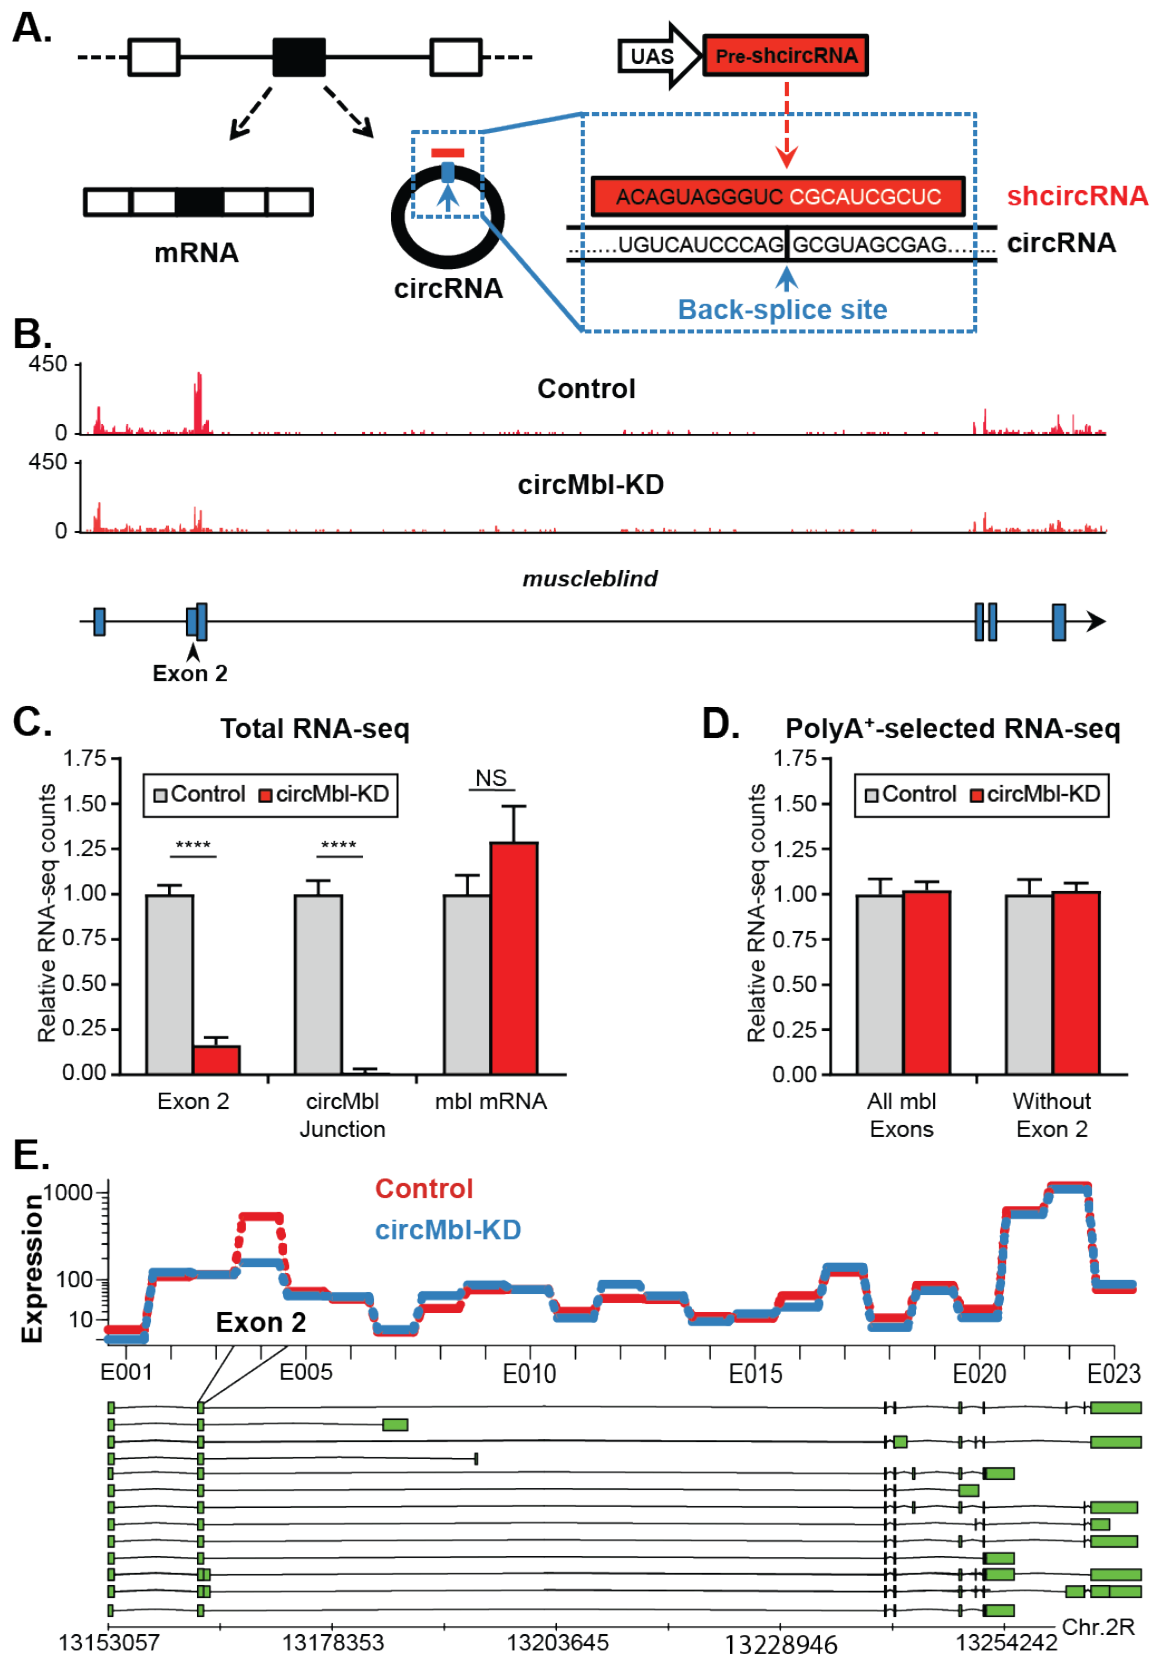 A.
UAS
Pre-shcircRNA
ACAGUAGGGUC CGCAUCGCUC
shcircRNA
........UGUCAUCCCAG GCGUAGCGAG........
circRNA
mRNA
circRNA
Back-splice site
B.
450
Control
0
450
circMbl-KD
0
muscleblind
Exon 2
C.
Total RNA-seq
1.75
1.50
1.25
1.00
0.75
0.50
0.25
0.00
Relative RNA-seq counts
Control circMbl-KD
****
****
NS
Exon 2
circMbl
Junction
mbl mRNA
D.
PolyA+-selected RNA-seq
1.75
1.50
1.25
1.00
0.75
0.50
0.25
0.00
Relative RNA-seq counts
Control circMbl-KD
All mbl
Exons
Without
Exon 2
E.
Expression
1000
100
10
Control
circMbl-KD
Exon 2
E001 E005 E010 E015 E020 E023
13153057 13178353 13203645 13228946 13254242 Chr.2R